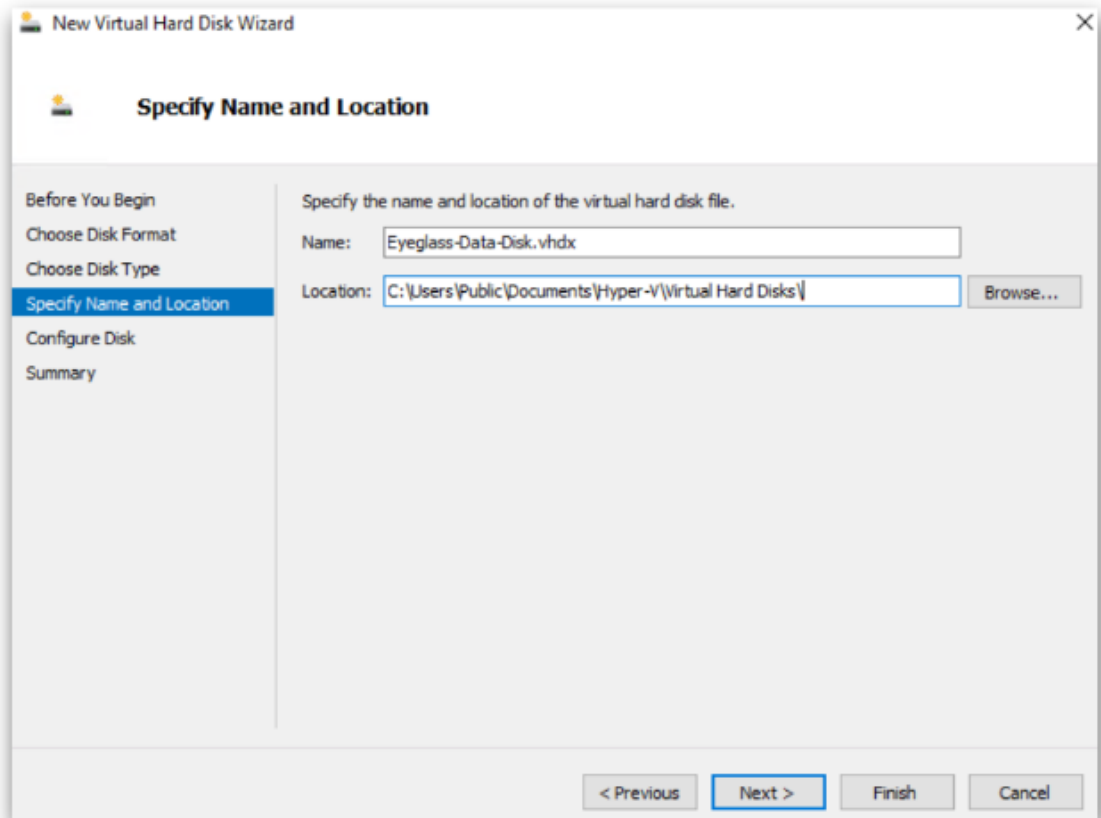 New Virtual Hard Disk Wizard
Specify Name and Location
Before You Begin
Choose Disk Format
Choose Disk Type
Specify Name and Location
Configure Disk
Summary
Specify the name and location of the virtual hard disk file.
Name: Eyeglass-Data-Disk.vhdx
Location: C:\Users\Public\Documents\Hyper-V\Virtual Hard Disks\ Browse...
< Previous Next > Finish Cancel